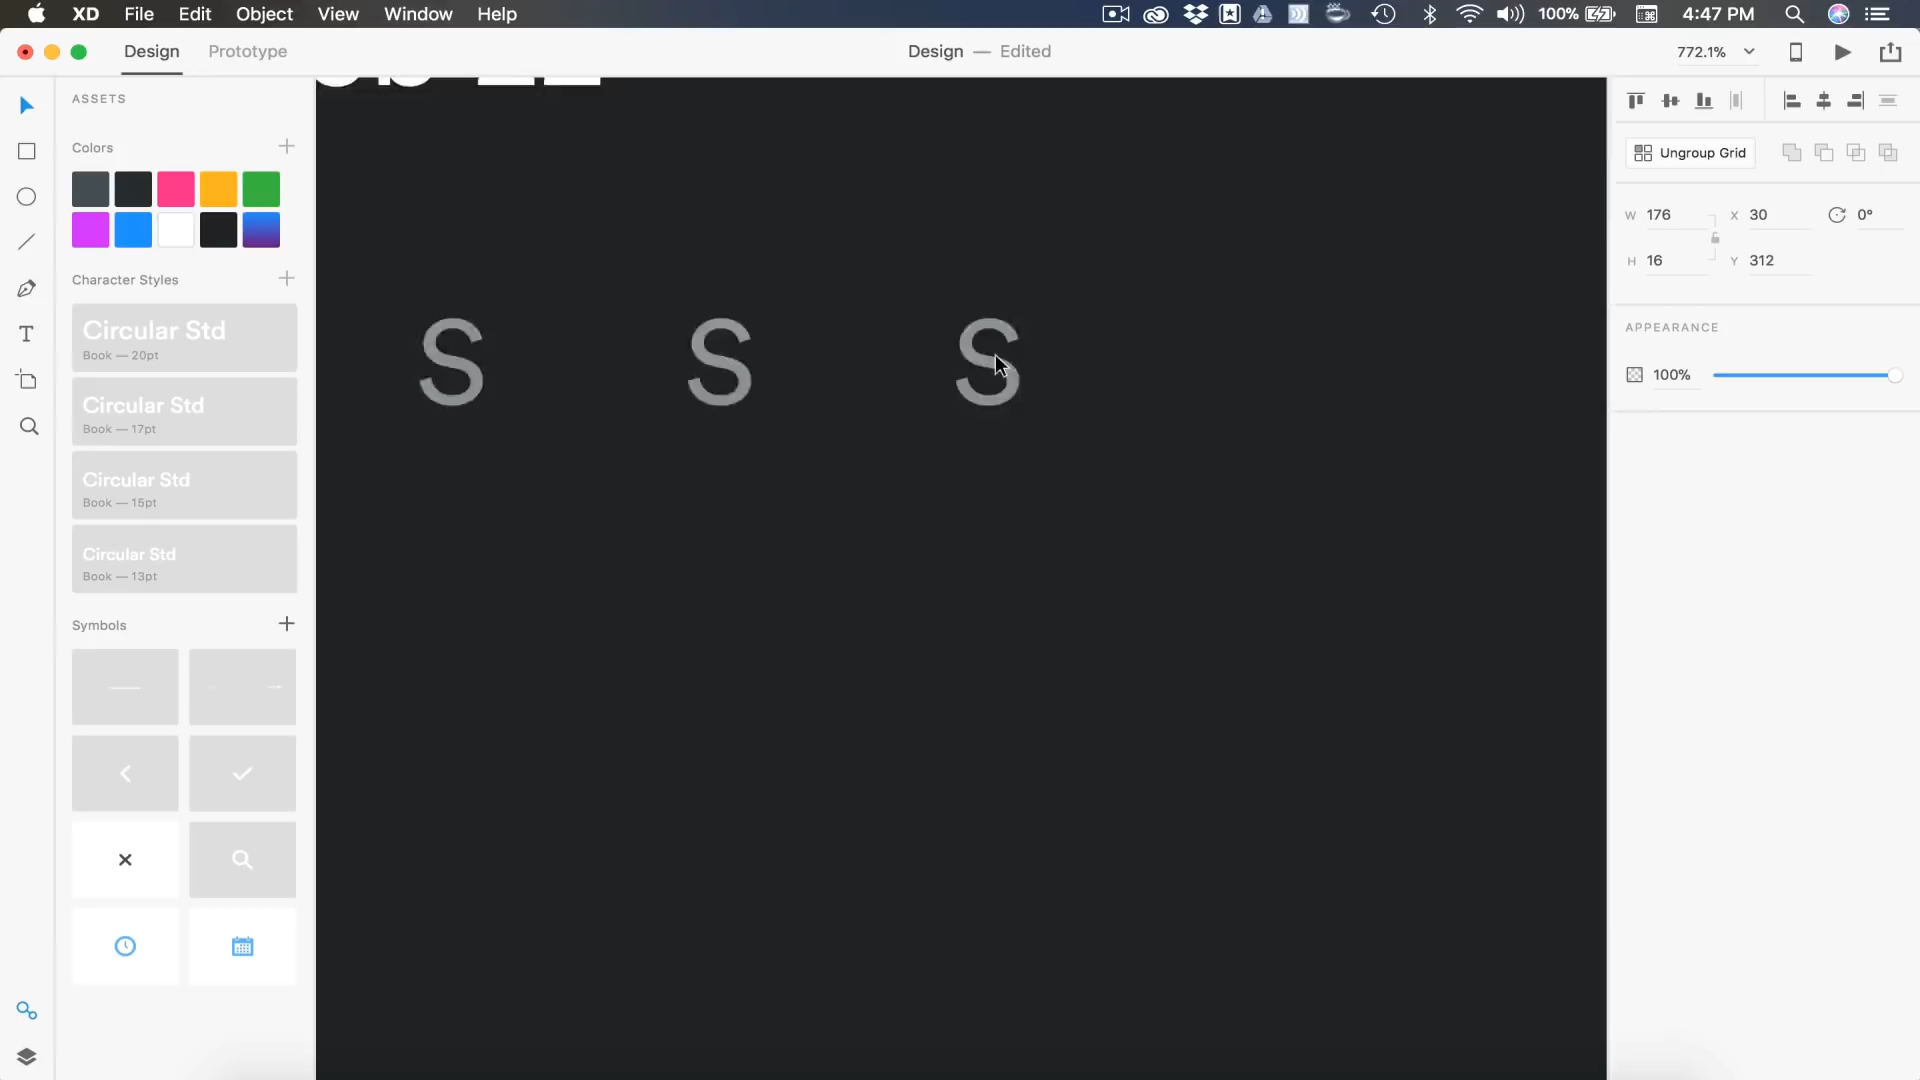 XD File Edit Object View Window Help 100% 4:47 PM
Design Prototype Design — Edited 772.1%
ASSETS
Colors
Character Styles
Circular Std
Book — 20pt
Circular Std
Book — 17pt
Circular Std
Book — 15pt
Circular Std
Book — 13pt
Symbols
S S S
Ungroup Grid
W 176 X 30 0°
H 16 Y 312
APPEARANCE
100%